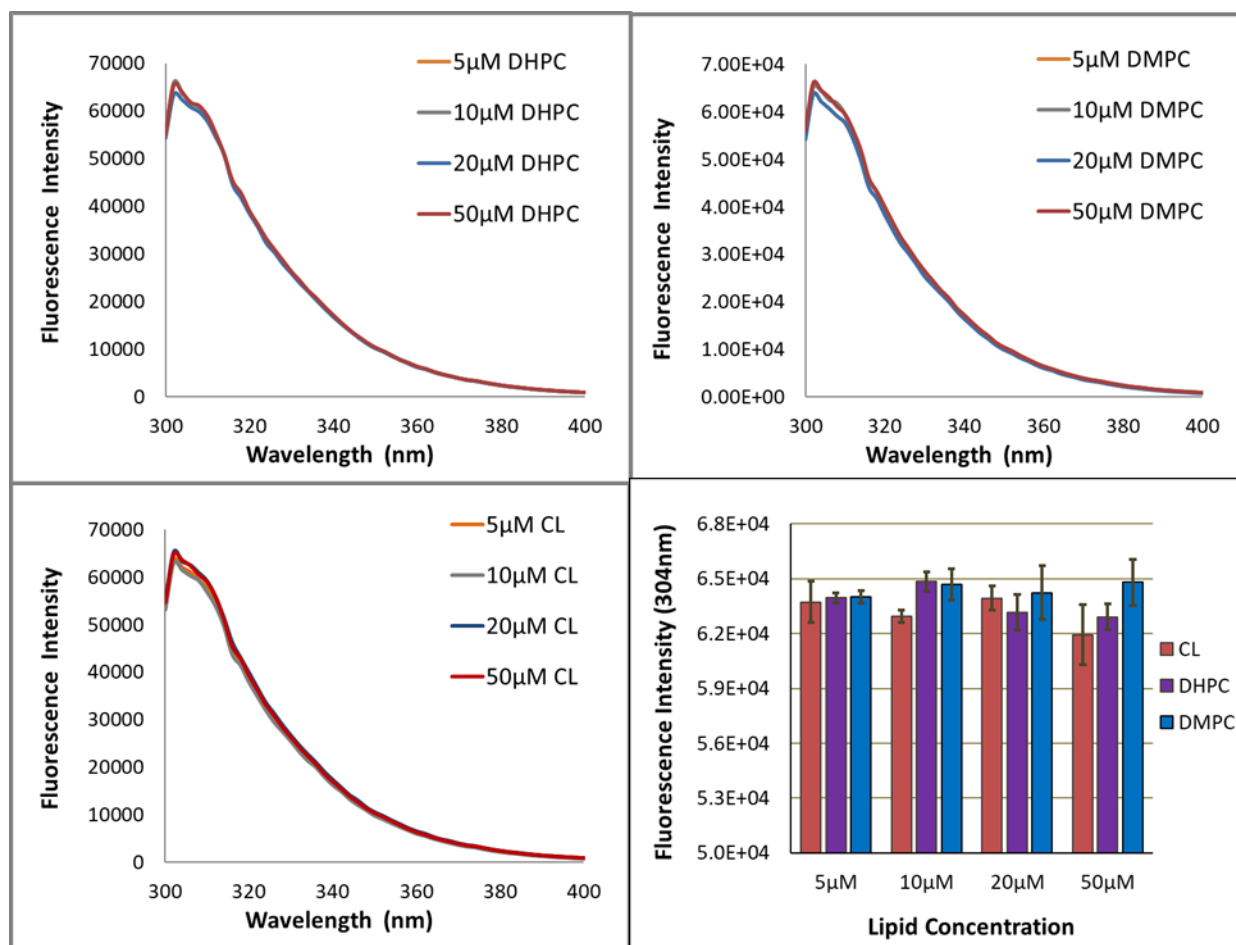 70000
60000
50000
40000
30000
20000
10000
0
Fluorescence Intensity
5µM DHPC
10µM DHPC
20µM DHPC
50µM DHPC
300 320 340 360 380 400
Wavelength (nm)
7.00E+04
6.00E+04
5.00E+04
4.00E+04
3.00E+04
2.00E+04
1.00E+04
0.00E+00
Fluorescence Intensity
5µM DMPC
10µM DMPC
20µM DMPC
50µM DMPC
300 320 340 360 380 400
Wavelength (nm)
70000
60000
50000
40000
30000
20000
10000
0
Fluorescence Intensity
5µM CL
10µM CL
20µM CL
50µM CL
300 320 340 360 380 400
Wavelength (nm)
6.8E+04
6.5E+04
6.2E+04
5.9E+04
5.6E+04
5.3E+04
5.0E+04
Fluorescence Intensity (304nm)
CL
DHPC
DMPC
5µM 10µM 20µM 50µM
Lipid Concentration